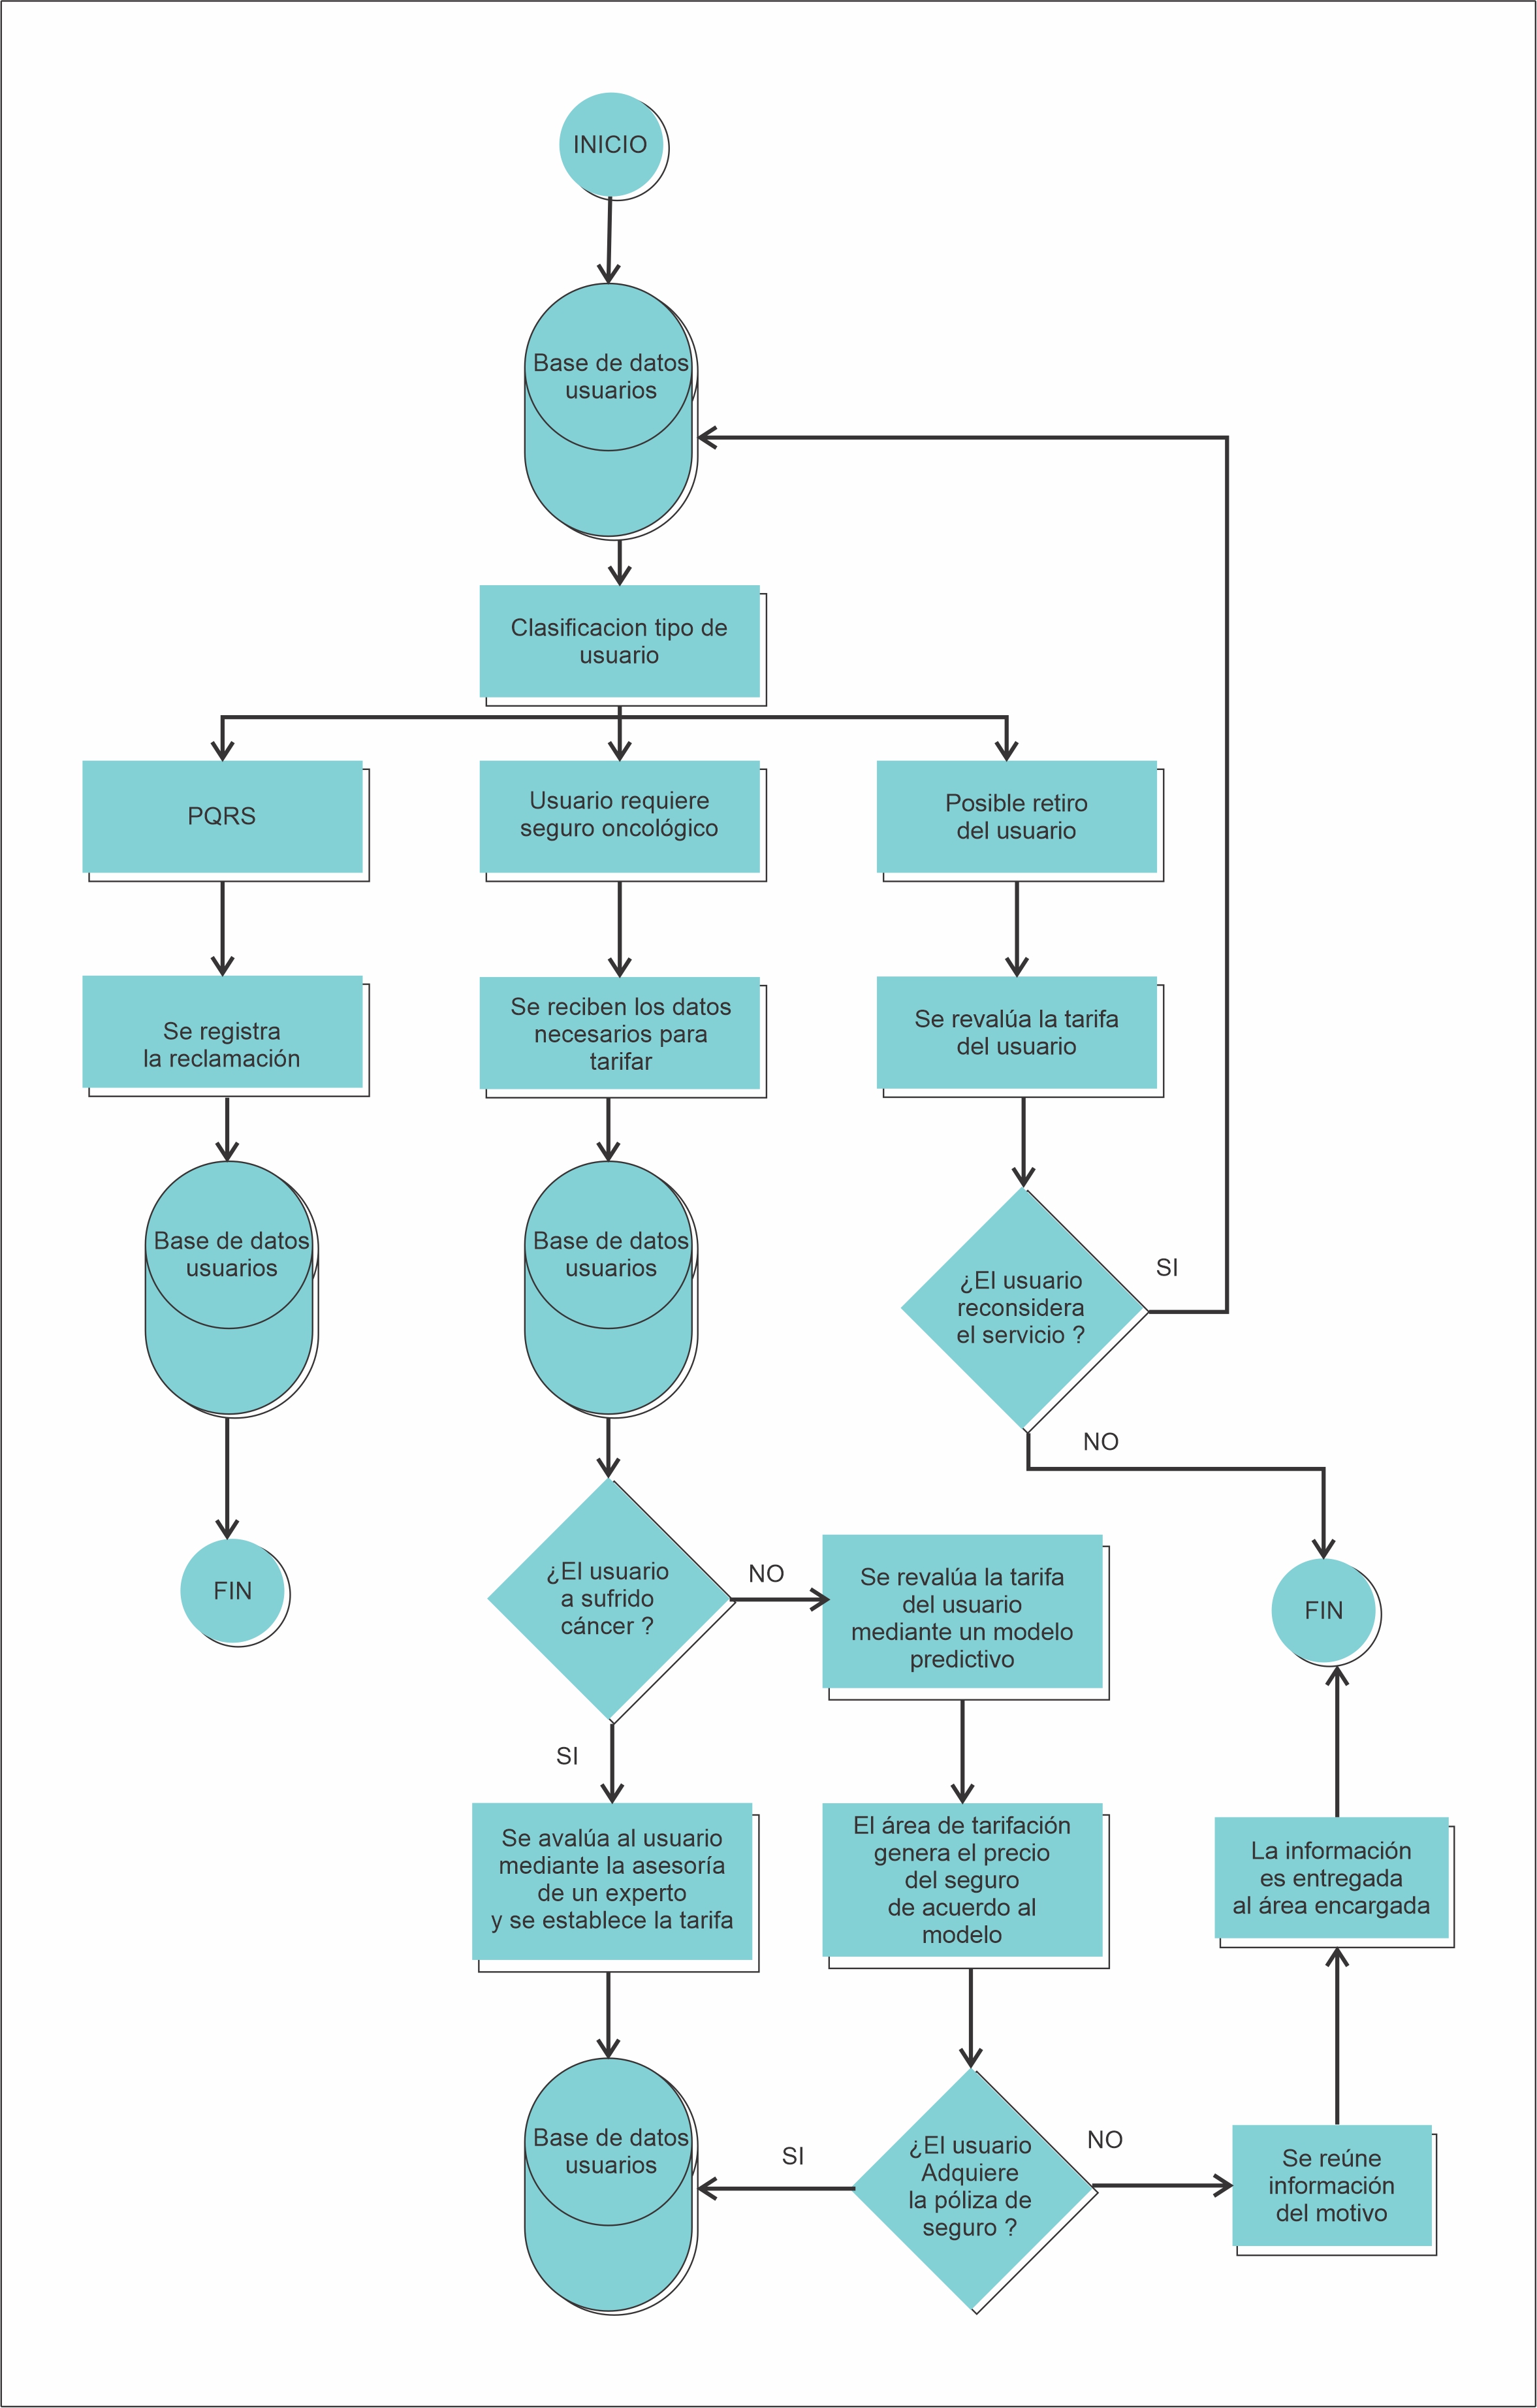 INICIO
Base de datos
usuarios
Clasificacion tipo de
usuario
PQRS
Usuario requiere
seguro oncológico
Posible retiro
del usuario
Se registra
la reclamación
Se reciben los datos
necesarios para
tarifar
Se revalúa la tarifa
del usuario
Base de datos
usuarios
Base de datos
usuarios
¿El usuario
reconsidera
el servicio ?
SI
NO
FIN
¿El usuario
a sufrido
cáncer ?
NO
SI
Se revalúa la tarifa
del usuario
mediante un modelo
predictivo
FIN
Se avalúa al usuario
mediante la asesoría
de un experto
y se establece la tarifa
El área de tarifación
genera el precio
del seguro
de acuerdo al
modelo
La información
es entregada
al área encargada
Base de datos
usuarios
SI
¿El usuario
Adquiere
la póliza de
seguro ?
NO
Se reúne
información
del motivo